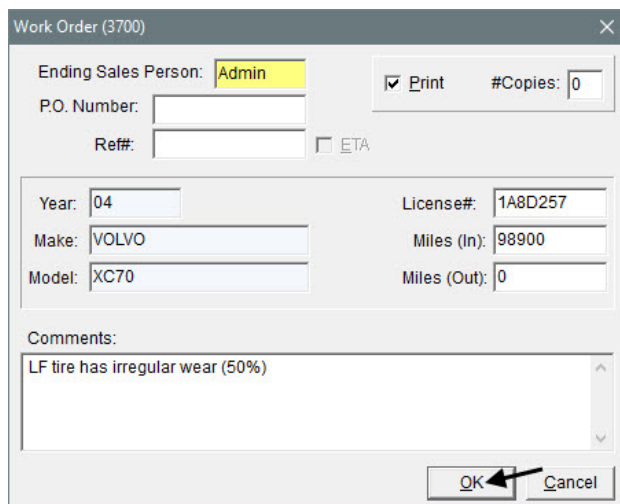 Work Order (3700)
Ending Sales Person: Admin
Print #Copies: 0
P.O. Number:
Ref#: ETA
Year: 04 License#: 1A8D257
Make: VOLVO Miles (In): 98900
Model: XC70 Miles (Out): 0
Comments:
LF tire has irregular wear (50%)
OK Cancel